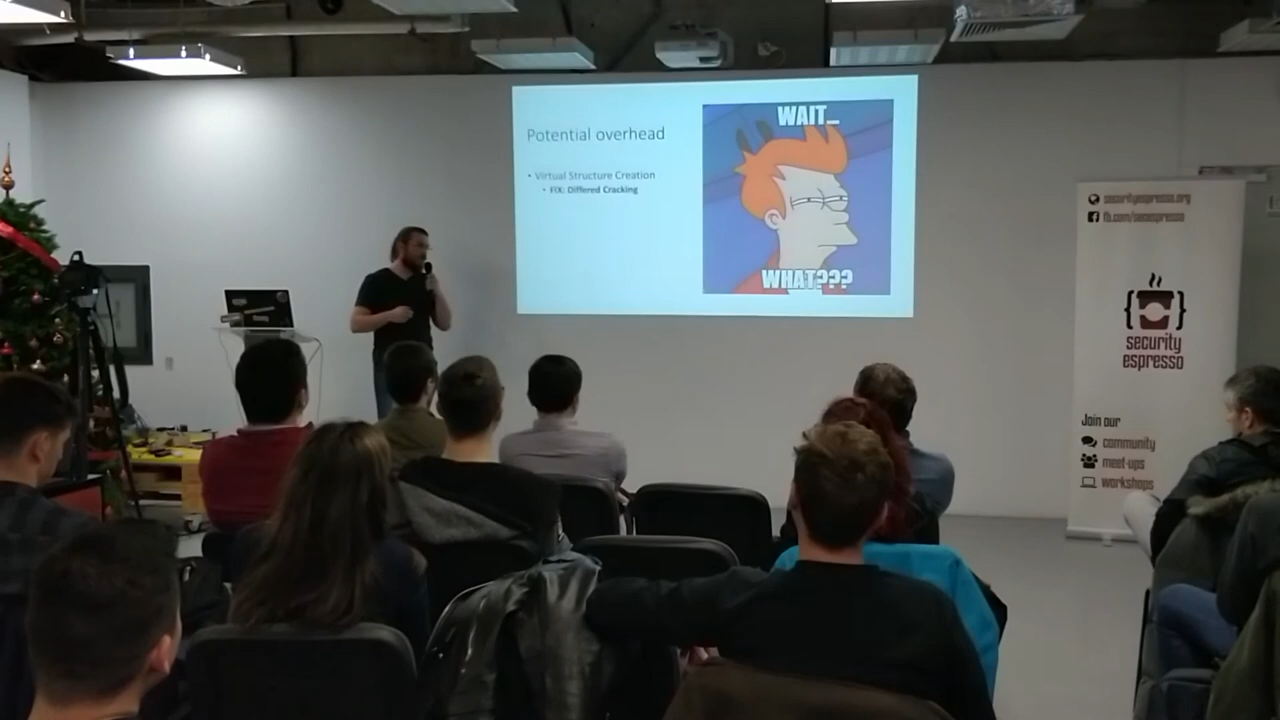 Potential overhead
• Virtual Structure Creation
• FIX: Differed Cracking
WAIT...
WHAT???
securityespresso.org
fb.com/secespresso
security
espresso
Join our
community
meet-ups
workshops